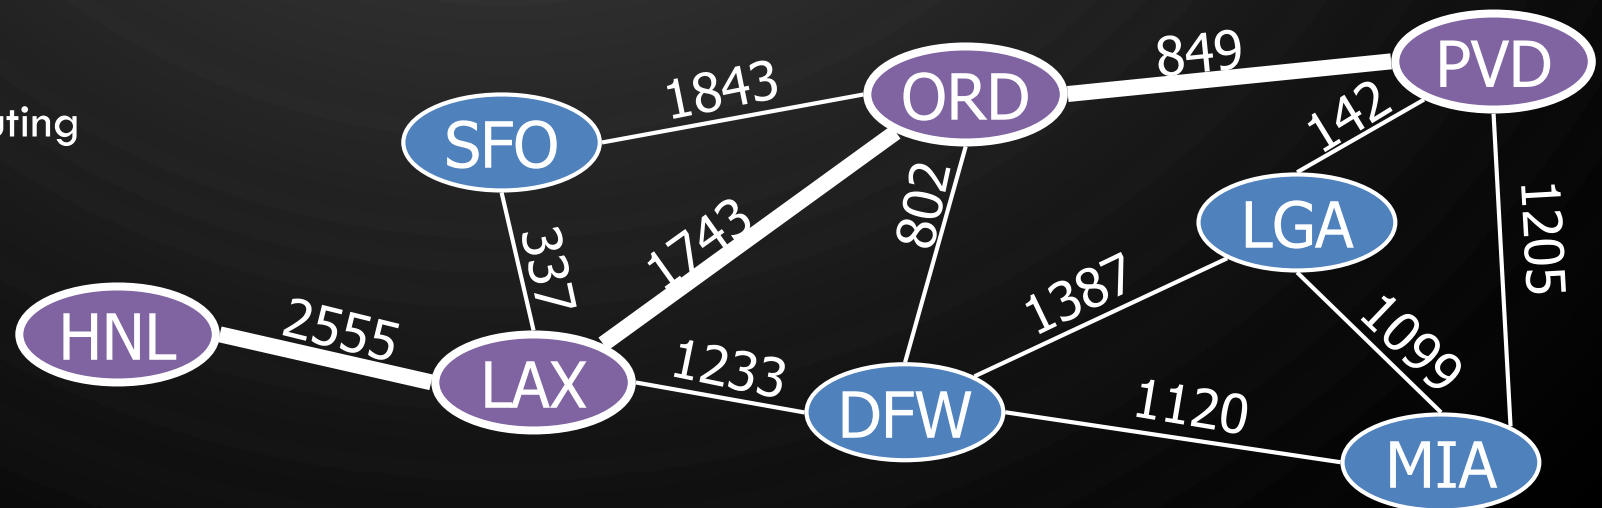 849
PVD
1843
ORD
142
uting
SFO
802
LGA
1205
337
1743
1387
HNL
2555
LAX
1233
DFW
1120
1099
MIA